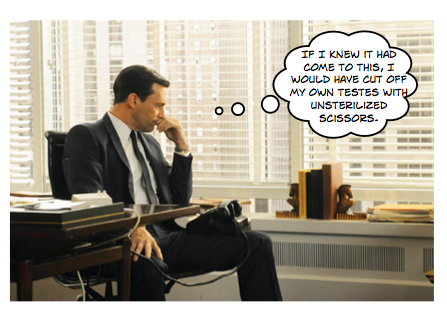 IF I KNEW IT HAD
COME TO THIS, I
WOULD HAVE CUT OFF
MY OWN TESTES WITH
UNSTERILIZED
SCISSORS.